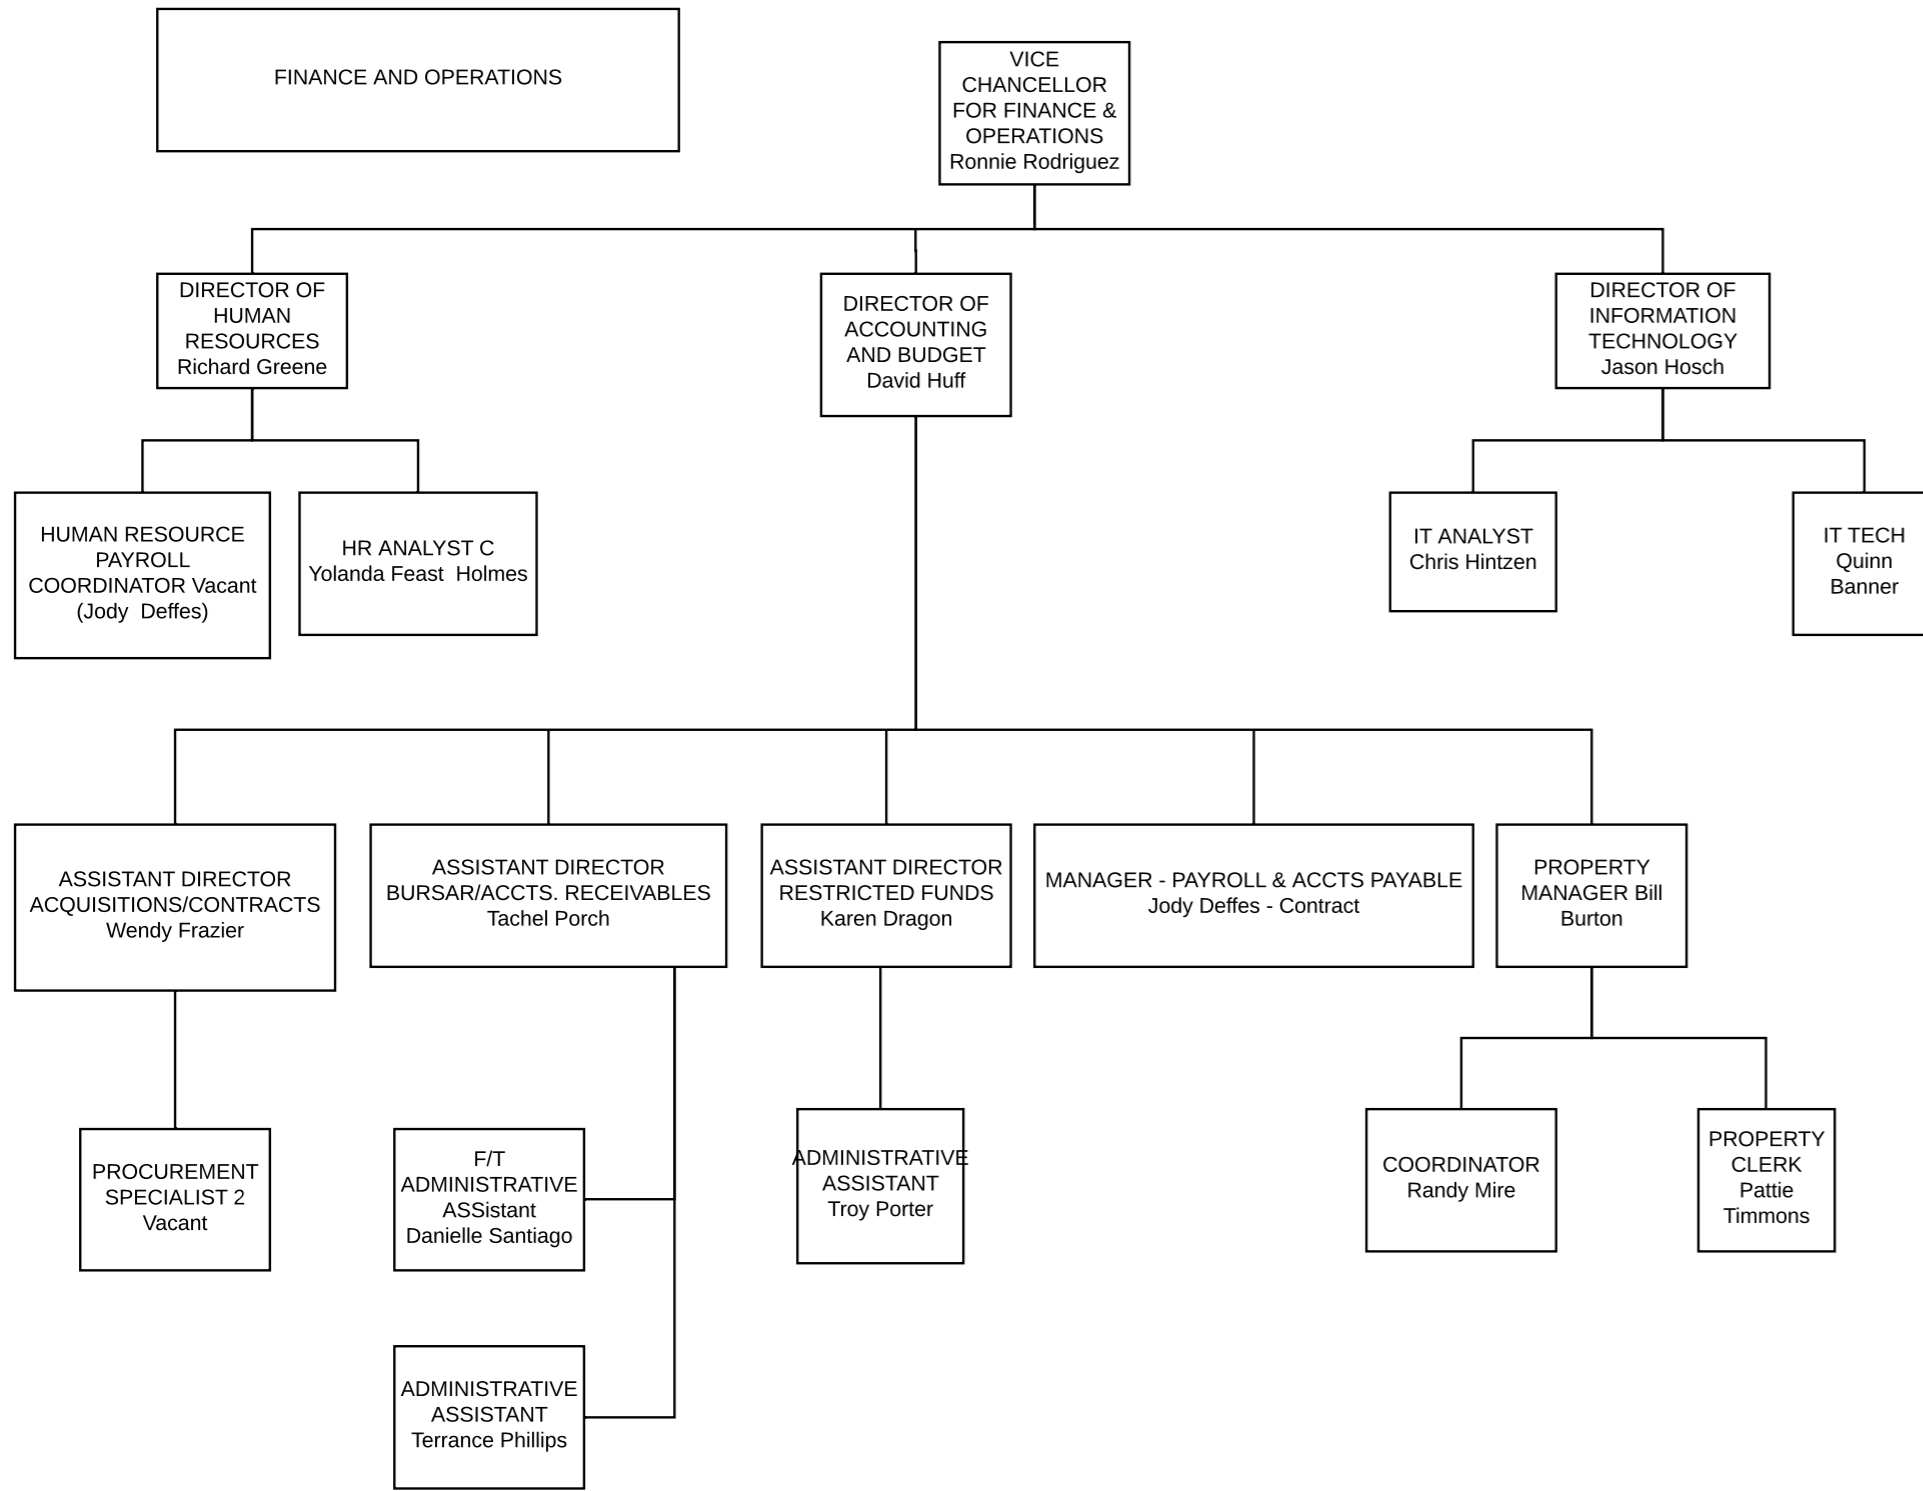 FINANCE AND OPERATIONS
VICE
CHANCELLOR
FOR FINANCE &
OPERATIONS
Ronnie Rodriguez
DIRECTOR OF
HUMAN
RESOURCES
Richard Greene
DIRECTOR OF
ACCOUNTING
AND BUDGET
David Huff
DIRECTOR OF
INFORMATION
TECHNOLOGY
Jason Hosch
HUMAN RESOURCE
PAYROLL
COORDINATOR Vacant
(Jody  Deffes)
HR ANALYST C
Yolanda Feast  Holmes
IT ANALYST
Chris Hintzen
IT TECH
Quinn
Banner
ASSISTANT DIRECTOR
ACQUISITIONS/CONTRACTS
Wendy Frazier
ASSISTANT DIRECTOR
BURSAR/ACCTS. RECEIVABLES
Tachel Porch
ASSISTANT DIRECTOR
RESTRICTED FUNDS
Karen Dragon
MANAGER - PAYROLL & ACCTS PAYABLE
Jody Deffes - Contract
PROPERTY
MANAGER Bill
Burton
PROCUREMENT
SPECIALIST 2
Vacant
F/T
ADMINISTRATIVE
ASSistant
Danielle Santiago
ADMINISTRATIVE
ASSISTANT
Troy Porter
COORDINATOR
Randy Mire
PROPERTY
CLERK
Pattie
Timmons
ADMINISTRATIVE
ASSISTANT
Terrance Phillips